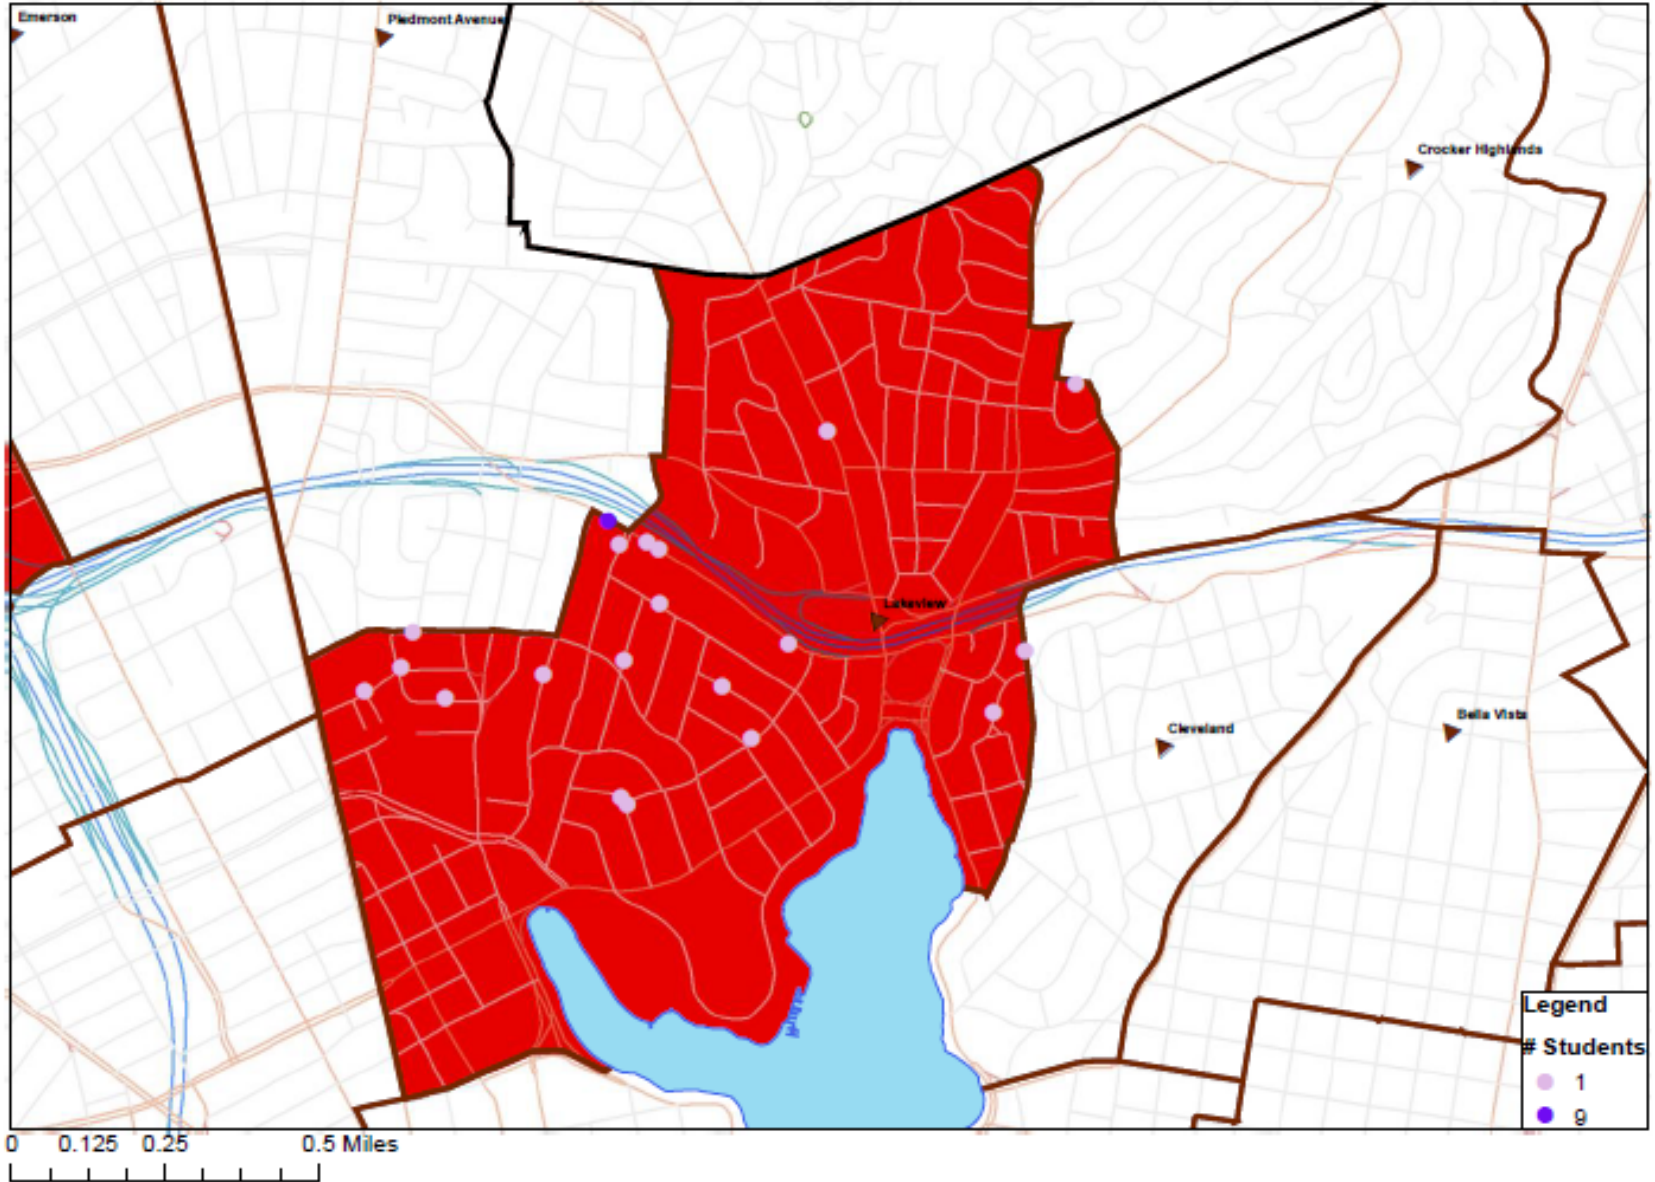 Emerson
Piedmont Avenue
Crocker Highlands
Lakeview
Cleveland
Bella Vista
Legend
# Students
1
9
0 0.125 0.25 0.5 Miles